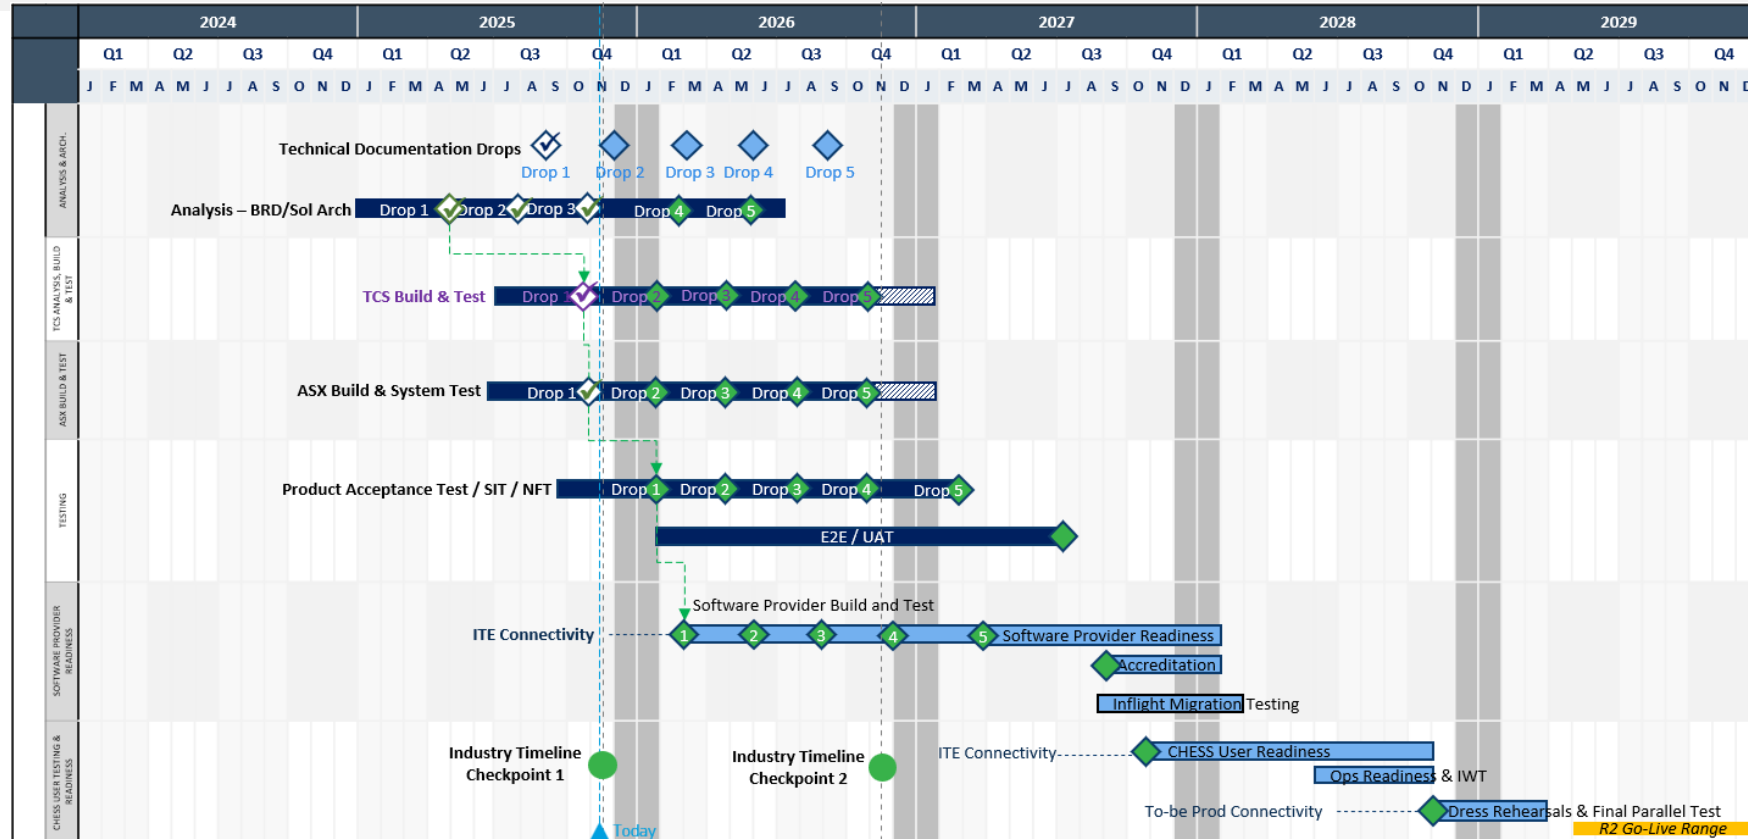 2024 2025 2026 2027 2028 2029
Q1 Q2 Q3 Q4 Q1 Q2 Q3 Q4 Q1 Q2 Q3 Q4 Q1 Q2 Q3 Q4 Q1 Q2 Q3 Q4 Q1 Q2 Q3 Q4
J F M A M J J A S O N D J F M A M J J A S O N D J F M A M J J A S O N D J F M A M J J A S O N D J F M A M J J A S O N D J F M A M J J A S O N D
ANALYSIS & ARCH.
Technical Documentation Drops
Drop 1 Drop 2 Drop 3 Drop 4 Drop 5
Analysis – BRD/Sol Arch Drop 1 Drop 2 Drop 3 Drop 4 Drop 5
TCS ANALYSIS, BUILD
& TEST
TCS Build & Test Drop 1 Drop 2 Drop 3 Drop 4 Drop 5
ASX BUILD & TEST
ASX Build & System Test Drop 1 Drop 2 Drop 3 Drop 4 Drop 5
TESTING
Product Acceptance Test / SIT / NFT Drop 1 Drop 2 Drop 3 Drop 4 Drop 5
E2E / UAT
SOFTWARE PROVIDER
READINESS
Software Provider Build and Test
ITE Connectivity 1 2 3 4 5 Software Provider Readiness
Accreditation
Inflight Migration Testing
CHESS USER TESTING &
READINESS
Industry Timeline
Checkpoint 1
Industry Timeline
Checkpoint 2
ITE Connectivity CHESS User Readiness
Ops Readiness & IWT
To-be Prod Connectivity Dress Rehearsals & Final Parallel Test
Today
R2 Go-Live Range